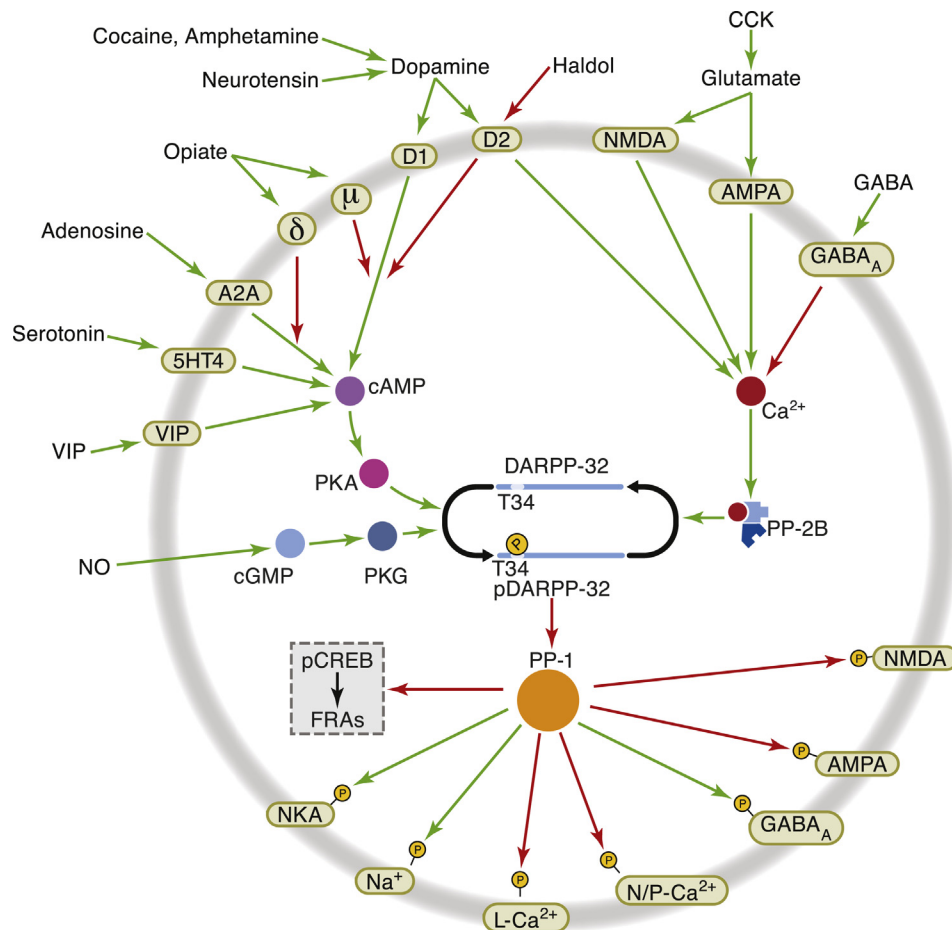 CCK
Cocaine, Amphetamine
Dopamine
Haldol
Glutamate
Neurotensin
D1
D2
NMDA
Opiate
μ
AMPA
GABA
δ
Adenosine
GABA_A
A2A
Serotonin
5HT4
cAMP
Ca²⁺
VIP
VIP
PKA
DARPP-32
T34
PP-2B
P
NO
cGMP
PKG
T34
pDARPP-32
PP-1
pCREB
FRAs
P
NMDA
P
AMPA
P
NKA
P
GABA_A
P
Na⁺
P
L-Ca²⁺
P
N/P-Ca²⁺